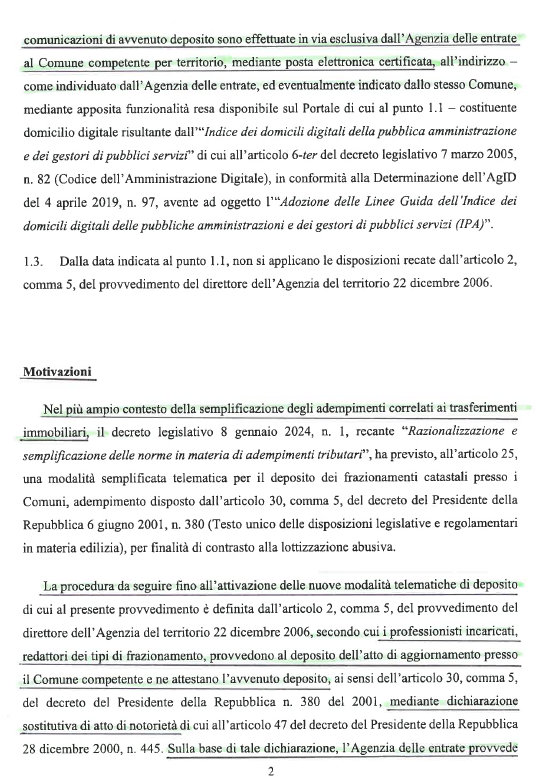 comunicazioni di avvenuto deposito sono effettuate in via esclusiva dall'Agenzia delle entrate
al Comune competente per territorio, mediante posta elettronica certificata, all'indirizzo –
come individuato dall'Agenzia delle entrate, ed eventualmente indicato dallo stesso Comune,
mediante apposita funzionalità resa disponibile sul Portale di cui al punto 1.1 – costituente
domicilio digitale risultante dall'"Indice dei domicili digitali della pubblica amministrazione
e dei gestori di pubblici servizi" di cui all'articolo 6-ter del decreto legislativo 7 marzo 2005,
n. 82 (Codice dell'Amministrazione Digitale), in conformità alla Determinazione dell'AgID
del 4 aprile 2019, n. 97, avente ad oggetto l'"Adozione delle Linee Guida dell'Indice dei
domicili digitali delle pubbliche amministrazioni e dei gestori di pubblici servizi (IPA)".
1.3. Dalla data indicata al punto 1.1, non si applicano le disposizioni recate dall'articolo 2,
comma 5, del provvedimento del direttore dell'Agenzia del territorio 22 dicembre 2006.
Motivazioni
Nel più ampio contesto della semplificazione degli adempimenti correlati ai trasferimenti
immobiliari, il decreto legislativo 8 gennaio 2024, n. 1, recante "Razionalizzazione e
semplificazione delle norme in materia di adempimenti tributari", ha previsto, all'articolo 25,
una modalità semplificata telematica per il deposito dei frazionamenti catastali presso i
Comuni, adempimento disposto dall'articolo 30, comma 5, del decreto del Presidente della
Repubblica 6 giugno 2001, n. 380 (Testo unico delle disposizioni legislative e regolamentari
in materia edilizia), per finalità di contrasto alla lottizzazione abusiva.
La procedura da seguire fino all'attivazione delle nuove modalità telematiche di deposito
di cui al presente provvedimento è definita dall'articolo 2, comma 5, del provvedimento del
direttore dell'Agenzia del territorio 22 dicembre 2006, secondo cui i professionisti incaricati,
redattori dei tipi di frazionamento, provvedono al deposito dell'atto di aggiornamento presso
il Comune competente e ne attestano l'avvenuto deposito, ai sensi dell'articolo 30, comma 5,
del decreto del Presidente della Repubblica n. 380 del 2001, mediante dichiarazione
sostitutiva di atto di notorietà di cui all'articolo 47 del decreto del Presidente della Repubblica
28 dicembre 2000, n. 445. Sulla base di tale dichiarazione, l'Agenzia delle entrate provvede
2